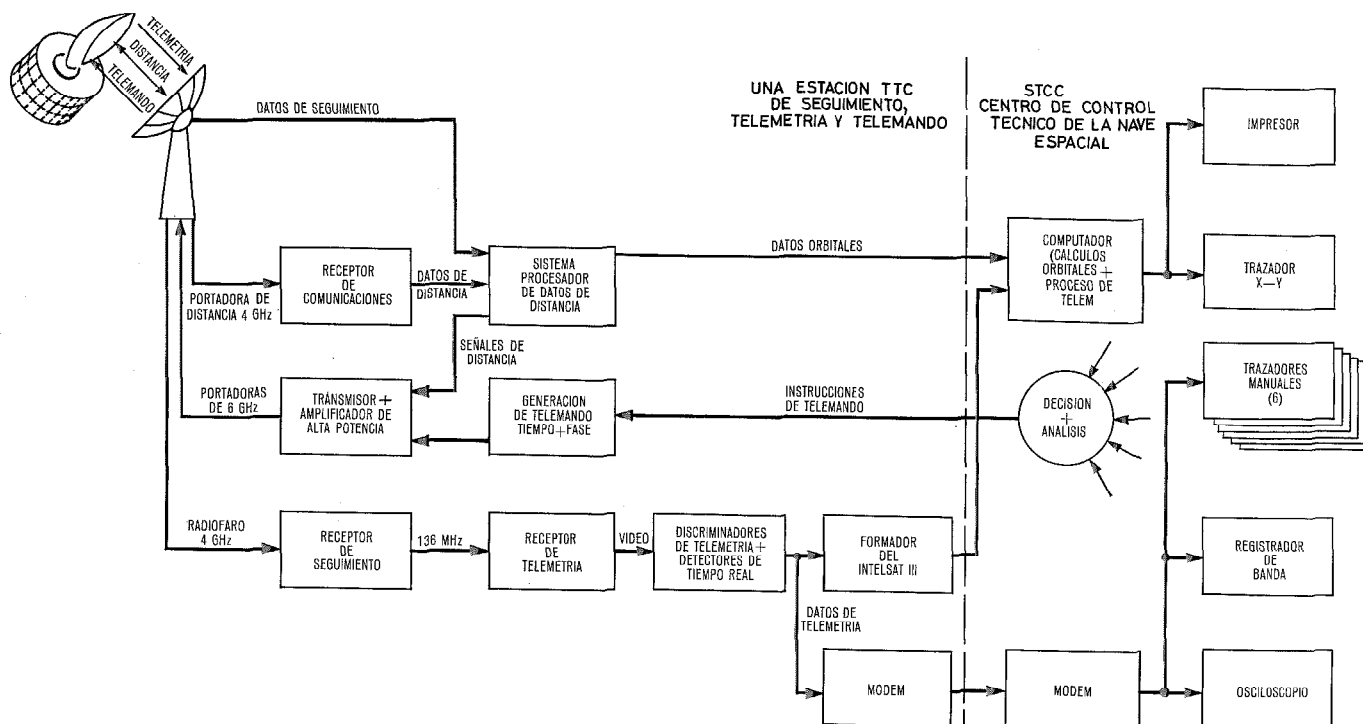 TELEMETRIA
DISTANCIA
TELEMANDO
DATOS DE SEGUIMIENTO
UNA ESTACION TTC
DE SEGUIMIENTO,
TELEMETRIA Y TELEMANDO
STCC
CENTRO DE CONTROL
TECNICO DE LA NAVE
ESPACIAL
IMPRESOR
PORTADORA DE
DISTANCIA 4 GHz
RECEPTOR
DE
COMUNICACIONES
DATOS DE
DISTANCIA
SISTEMA
PROCESADOR
DE DATOS DE
DISTANCIA
DATOS ORBITALES
COMPUTADOR
(CALCULOS
ORBITALES +
PROCESO DE
TELEM
TRAZADOR
X—Y
SEÑALES DE
DISTANCIA
PORTADORAS
DE 6 GHz
TRANSMISOR +
AMPLIFICADOR DE
ALTA POTENCIA
GENERACION
DE TELEMANDO
TIEMPO+FASE
INSTRUCCIONES
DE TELEMANDO
DECISION
+
ANALISIS
TRAZADORES
MANUALES
(6)
RADIOFARO
4 GHz
RECEPTOR
DE
SEGUIMIENTO
136 MHz
RECEPTOR
DE
TELEMETRIA
VIDEO
DISCRIMINADORES
DE TELEMETRIA +
DETECTORES DE
TIEMPO REAL
FORMADOR
DEL
INTELSAT III
REGISTRADOR
DE
BANDA
DATOS DE
TELEMETRIA
MODEM
MODEM
OSCILOSCOPIO